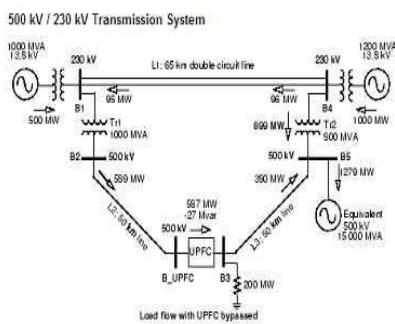 500 kV / 230 kV Transmission System
1000 MVA
13,8 kV
230 kV
L1: 65 km double circuit line
230 kV
1200 MVA
13,8 kV
500 MW
B1
95 MW
96 MW
B4
1000 MW
Tr1
1000 MVA
899 MW
Tr2
800 MVA
B2
500 kV
500 kV
B5
589 MW
390 MW
1279 MW
L2: 50 km line
587 MW
-27 Mvar
500 kV
UPFC
L3: 50 km line
Equivalent
500 kV
15 000 MVA
B_UPFC
B3
200 MW
Load flow with UPFC bypassed